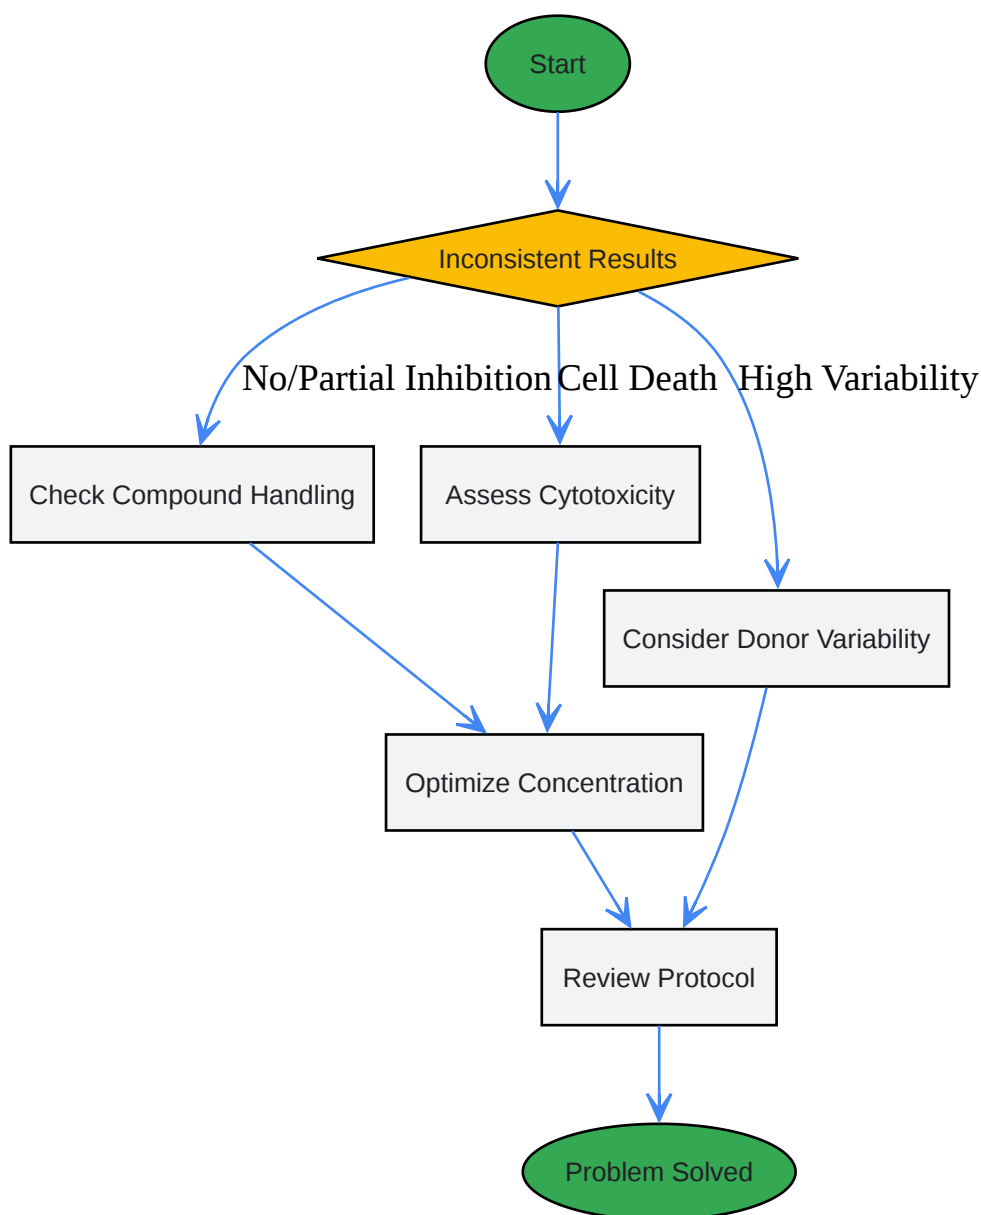 Start
Inconsistent Results
No/Partial Inhibition
Cell Death
High Variability
Check Compound Handling
Assess Cytotoxicity
Consider Donor Variability
Optimize Concentration
Review Protocol
Problem Solved